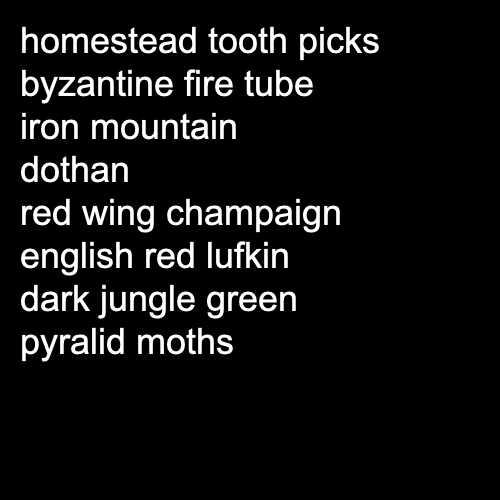 homestead tooth picks
byzantine fire tube
iron mountain
dothan
red wing champaign
english red lufkin
dark jungle green
pyralid moths